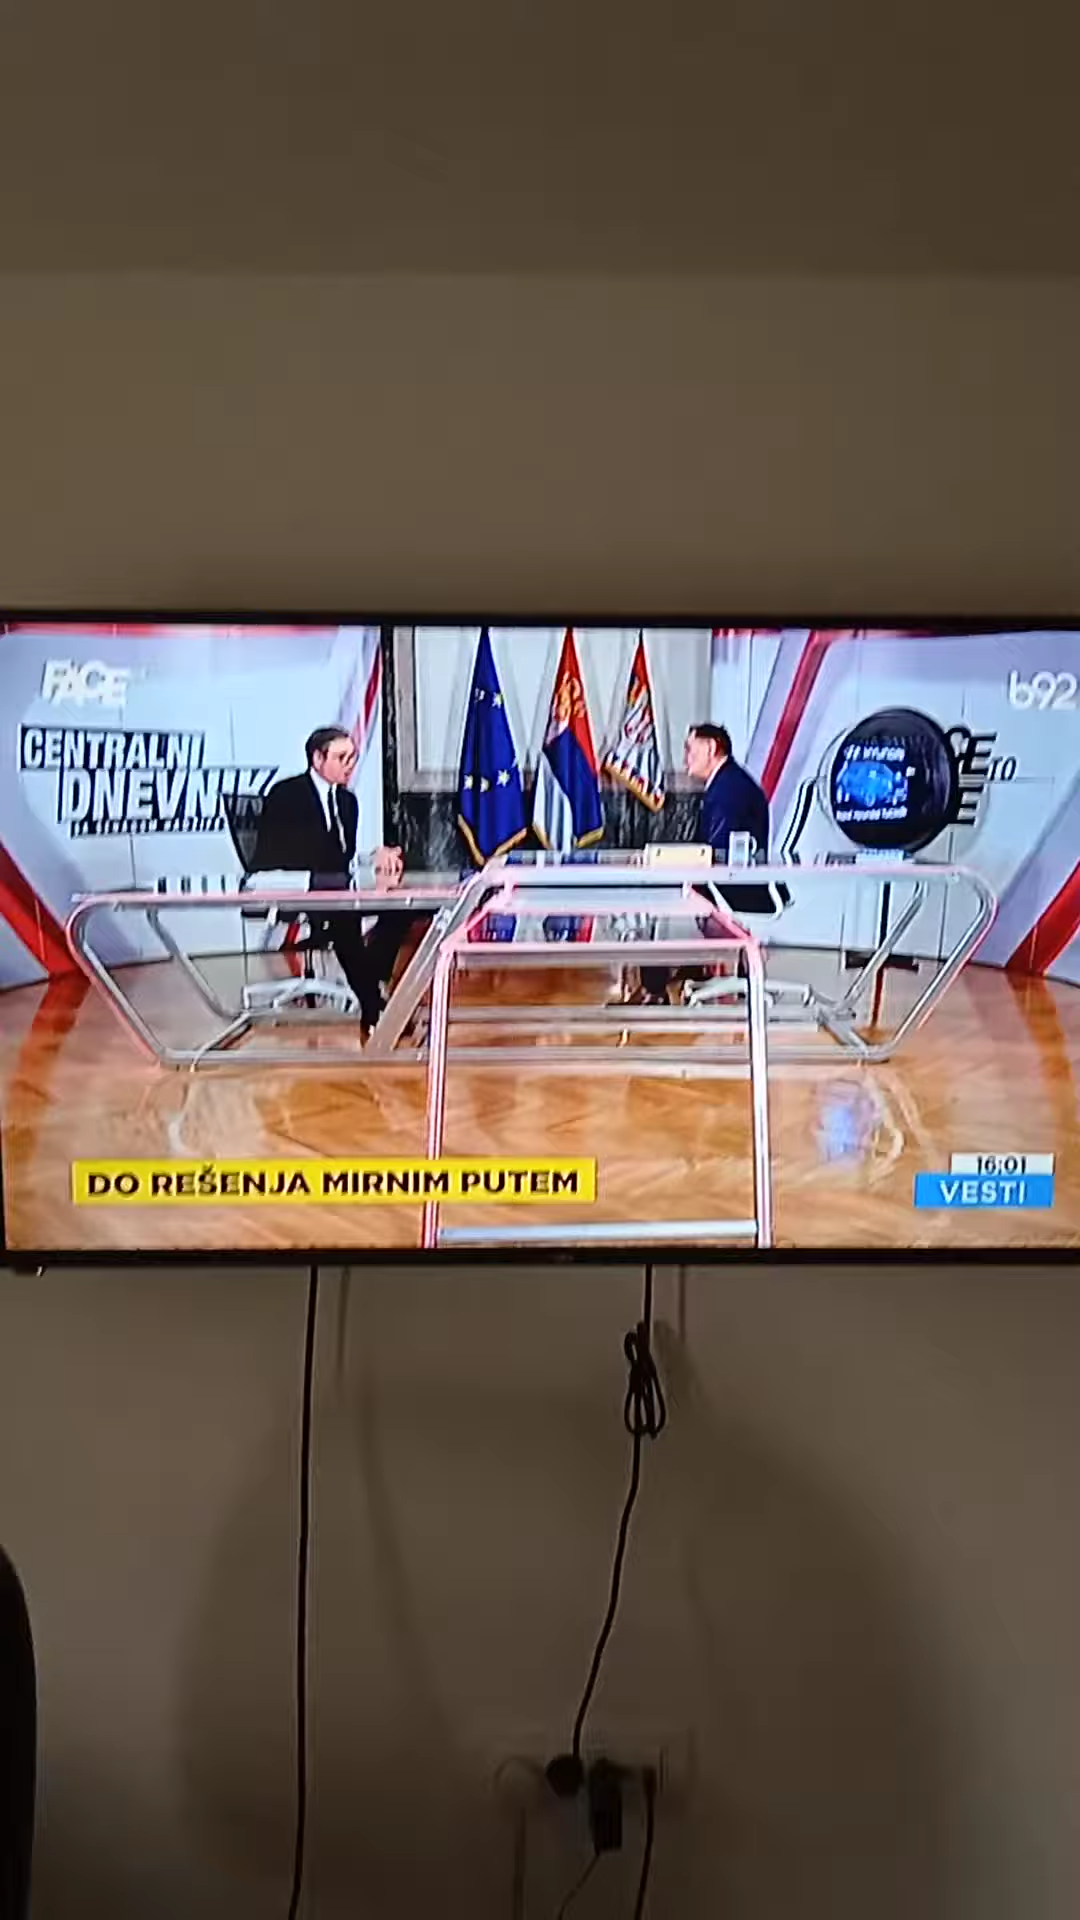 FACE
b92
CENTRALNI
DNEVNIK
DO REŠENJA MIRNIM PUTEM
16:01
VESTI